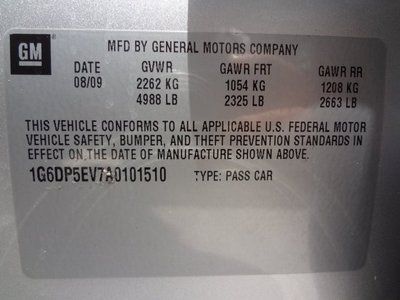 GM
MFD BY GENERAL MOTORS COMPANY
DATE GVWR GAWR FRT GAWR RR
08/09 2262 KG 1054 KG 1208 KG
4988 LB 2325 LB 2663 LB
THIS VEHICLE CONFORMS TO ALL APPLICABLE U.S. FEDERAL MOTOR
VEHICLE SAFETY, BUMPER, AND THEFT PREVENTION STANDARDS
IN EFFECT ON THE DATE OF MANUFACTURE SHOWN ABOVE.
1G6DP5EV7A0101510 TYPE: PASS CAR